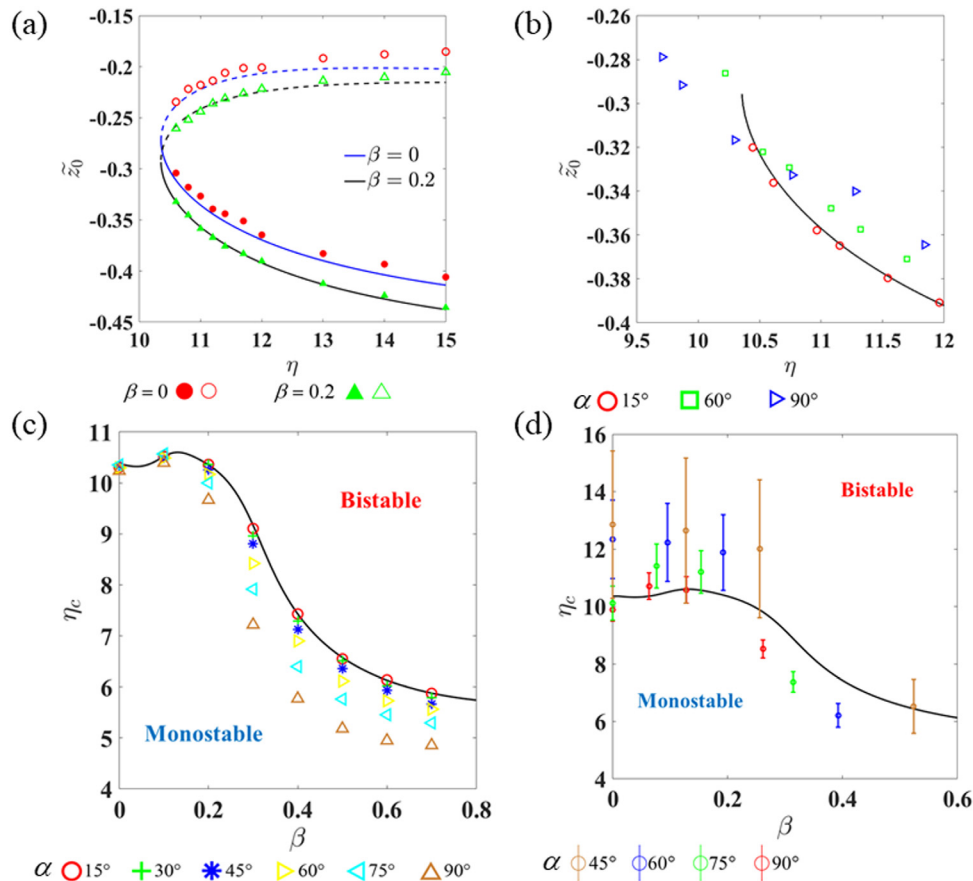 (a)
-0.2
-0.25
-0.3
-0.35
-0.4
-0.45
z̃₀
β = 0
β = 0.2
10 11 12 13 14 15
η
β = 0
β = 0.2
(b)
-0.26
-0.28
-0.3
-0.32
-0.34
-0.36
-0.38
-0.4
z̃₀
9.5 10 10.5 11 11.5 12
η
α 15° 60° 90°
(c)
11
10
9
8
7
6
5
4
η_c
Bistable
Monostable
0 0.2 0.4 0.6 0.8
β
α 15° 30° 45° 60° 75° 90°
(d)
16
14
12
10
8
6
4
η_c
Bistable
Monostable
0 0.2 0.4 0.6
β
α 45° 60° 75° 90°